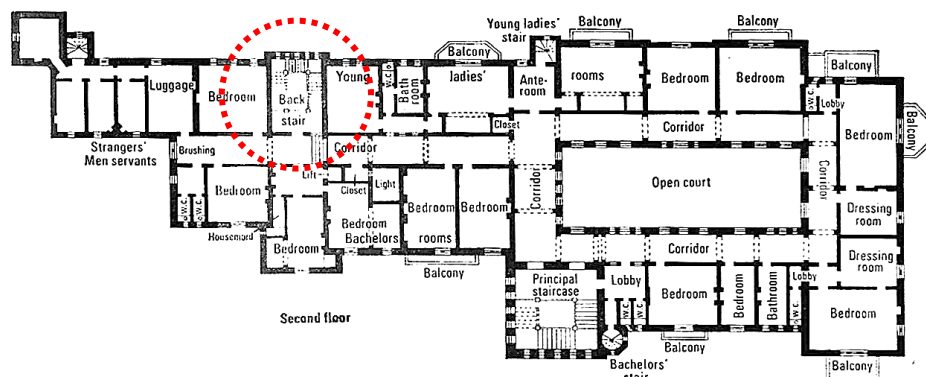 Young ladies'
stair
Balcony
Balcony
Balcony
Balcony
Luggage
Bedroom
Back
stair
Young
W.C.
Bath
room
ladies'
Ante-
room
rooms
Bedroom
Bedroom
W.C.
Lobby
Closet
Corridor
Bedroom
Balcony
Strangers'
Men servants
Brushing
Corridor
Corridor
Open court
Corridor
Lift
Closet
Light
Bedroom
W.C.
W.C.
Housemaid
Bedroom
Bedroom
Bachelors
Bedroom
rooms
Bedroom
Dressing
room
Corridor
Dressing
room
Balcony
Principal
staircase
Lobby
W.C.
W.C.
Bedroom
Bedroom
Bathroom
Lobby
W.C.
Bedroom
Second floor
Balcony
Bachelors'
stair
Balcony